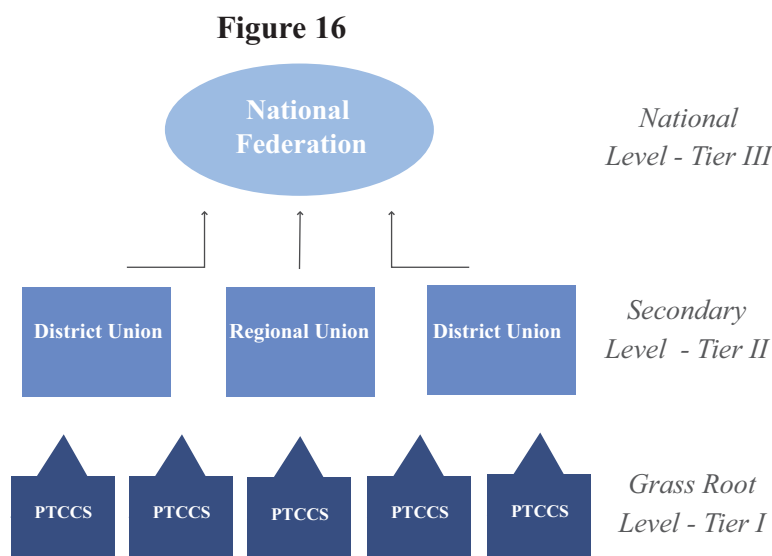 Figure 16
National
Federation
National
Level - Tier III
District Union
Regional Union
District Union
Secondary
Level - Tier II
PTCCS
PTCCS
PTCCS
PTCCS
PTCCS
Grass Root
Level - Tier I